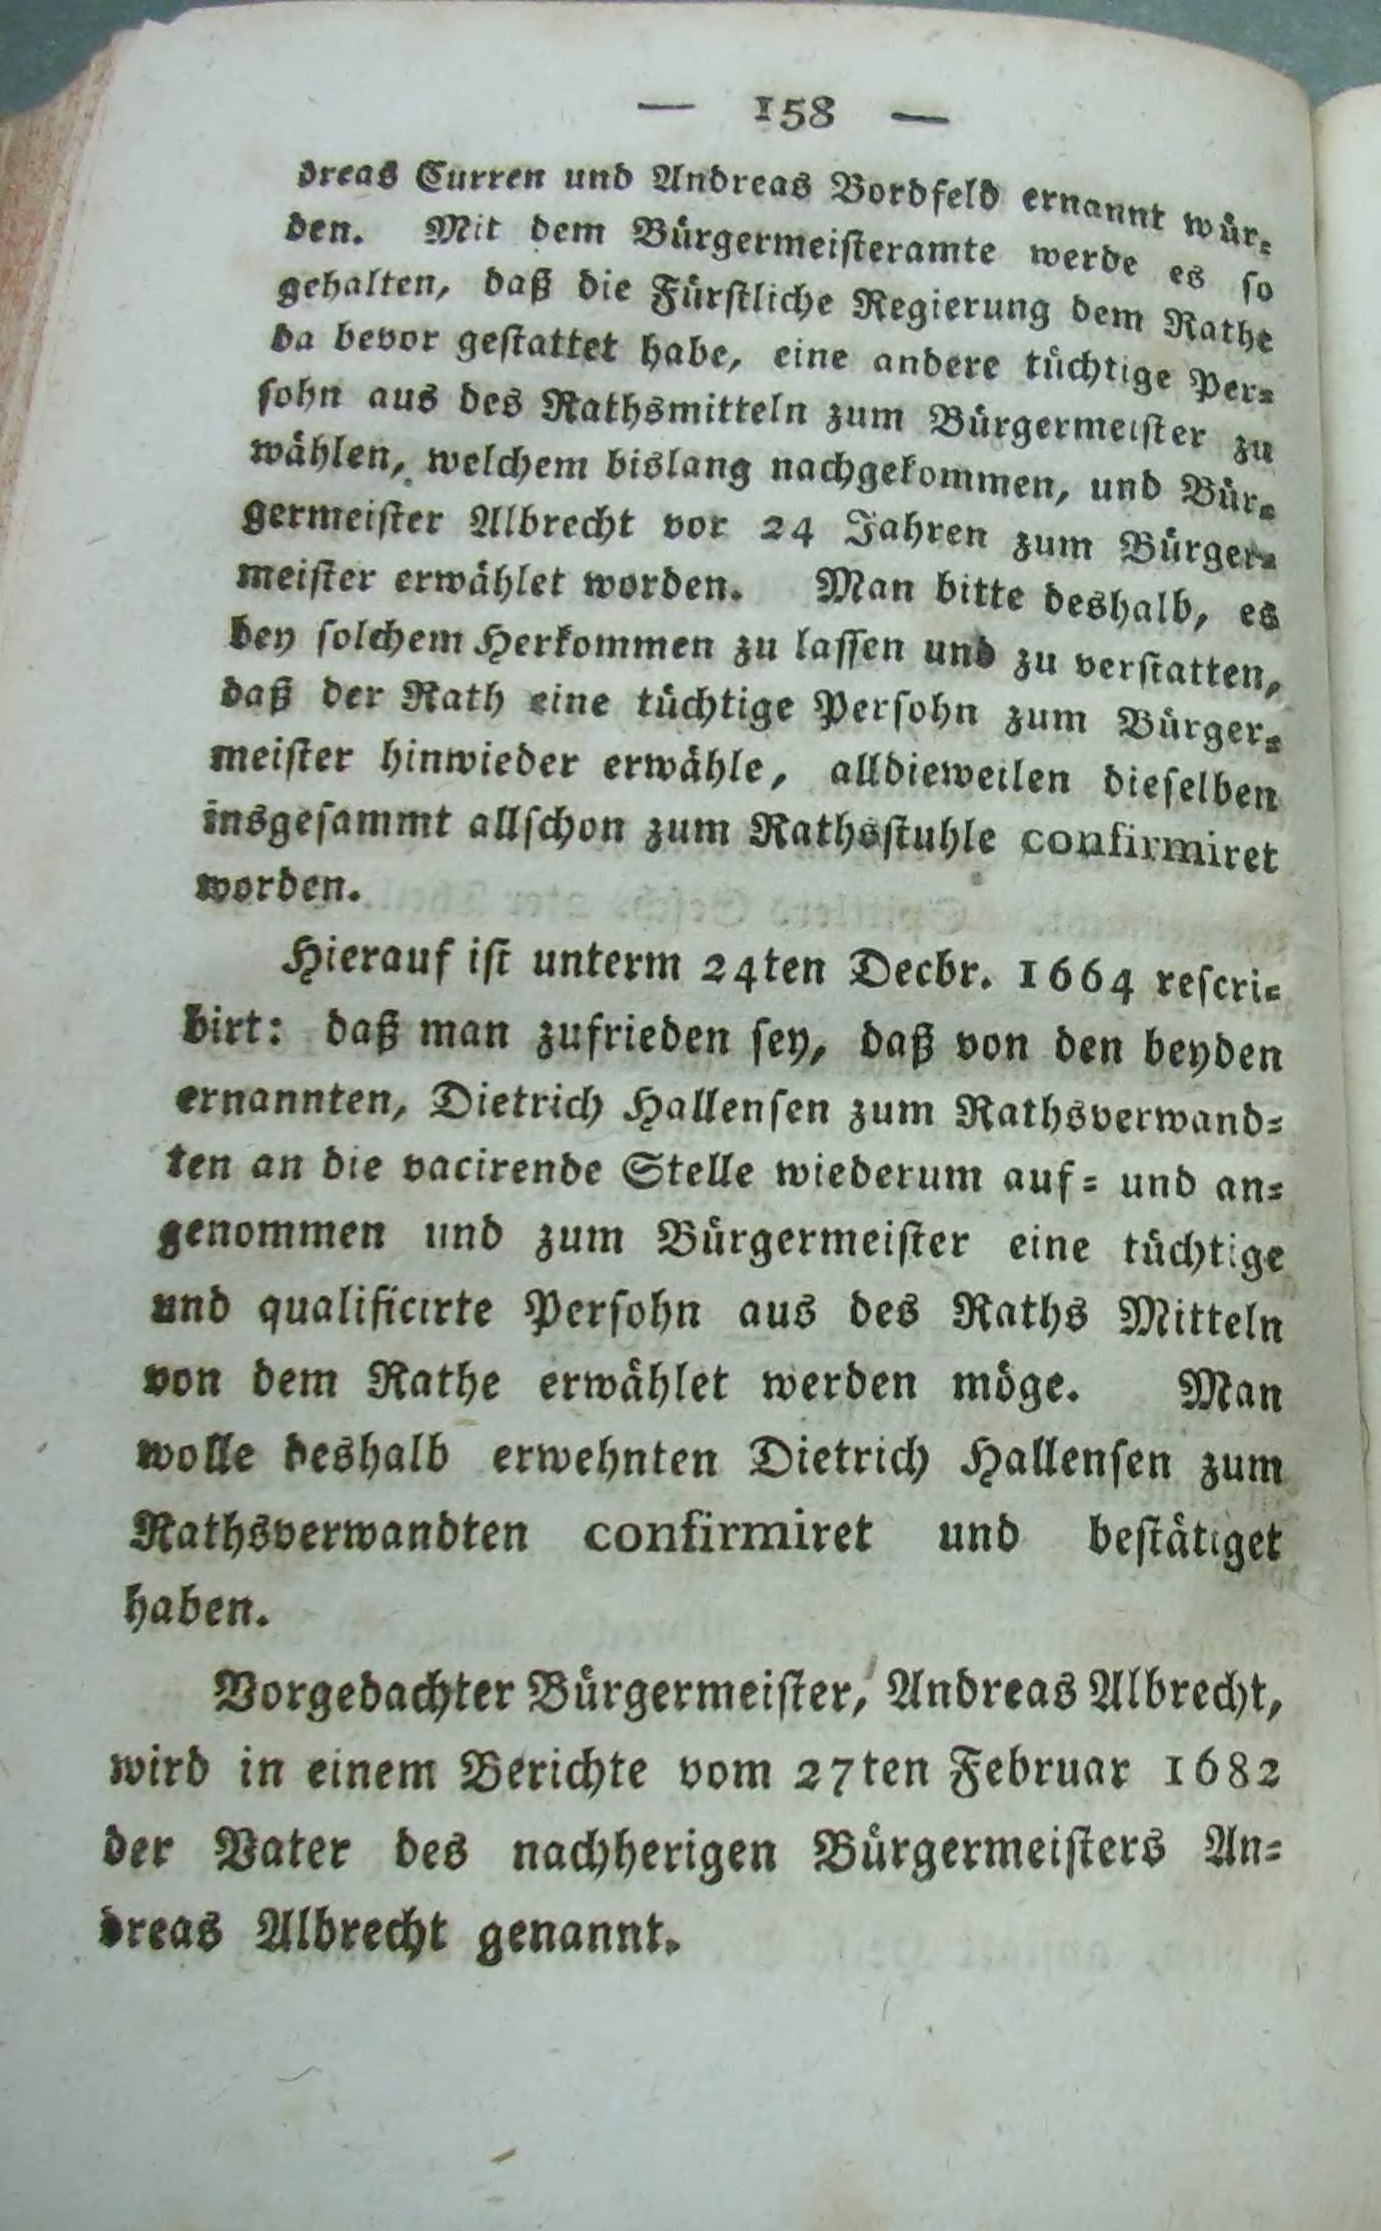 — 158 —
dreas Curren und Andreas Bordfeld ernannt wür-
den. Mit dem Bürgermeisteramte werde es so
gehalten, daß die Fürstliche Regierung dem Rathe
da bevor gestattet habe, eine andere tüchtige Per-
sohn aus des Rathsmitteln zum Bürgermeister zu
wählen, welchem bislang nachgekommen, und Bür-
germeister Albrecht vor 24 Jahren zum Bürger-
meister erwählet worden. Man bitte deshalb, es
bey solchem Herkommen zu lassen und zu verstatten,
daß der Rath eine tüchtige Persohn zum Bürger-
meister hinwieder erwähle, alldieweilen dieselben
insgesammt allschon zum Rathsstuhle confirmiret
worden.
Hierauf ist unterm 24ten Decbr. 1664 rescri-
birt: daß man zufrieden sey, daß von den beyden
ernannten, Dietrich Hallensen zum Rathsverwand-
ten an die vacirende Stelle wiederum auf- und an-
genommen und zum Bürgermeister eine tüchtige
und qualificirte Persohn aus des Raths Mitteln
von dem Rathe erwählet werden möge. Man
wolle deshalb erwehnten Dietrich Hallensen zum
Rathsverwandten confirmiret und bestätiget
haben.
Vorgedachter Bürgermeister, Andreas Albrecht,
wird in einem Berichte vom 27ten Februar 1682
der Vater des nachherigen Bürgermeisters An-
dreas Albrecht genannt.